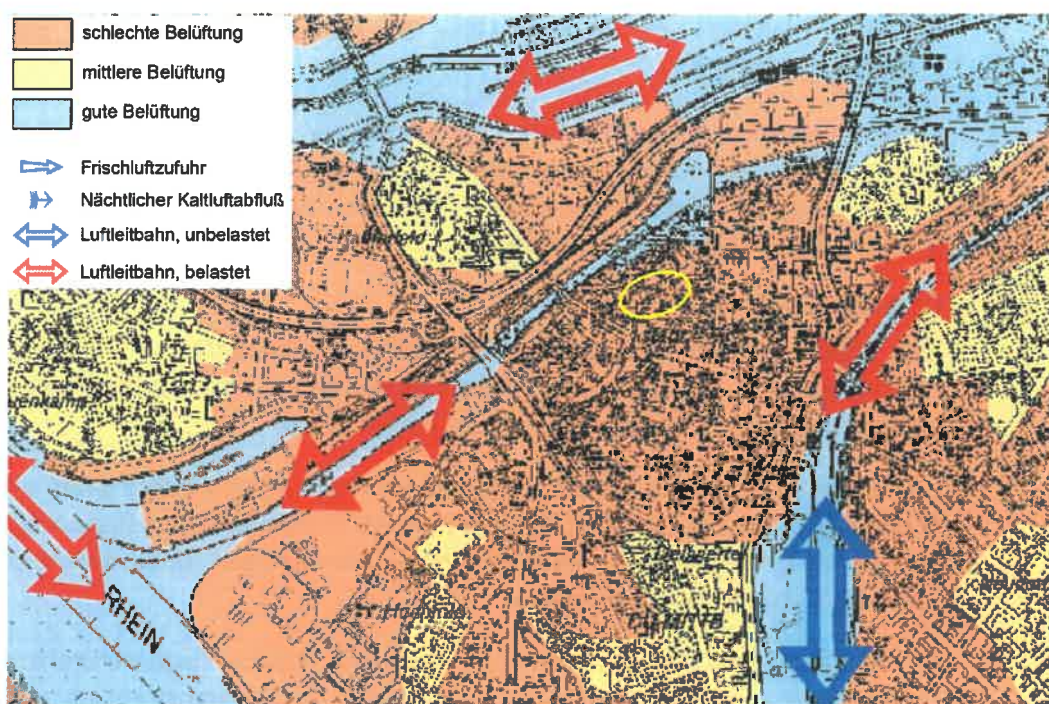 schlechte Belüftung
mittlere Belüftung
gute Belüftung
Frischluftzufuhr
Nächtlicher Kaltluftabfluß
Luftleitbahn, unbelastet
Luftleitbahn, belastet
RHEIN